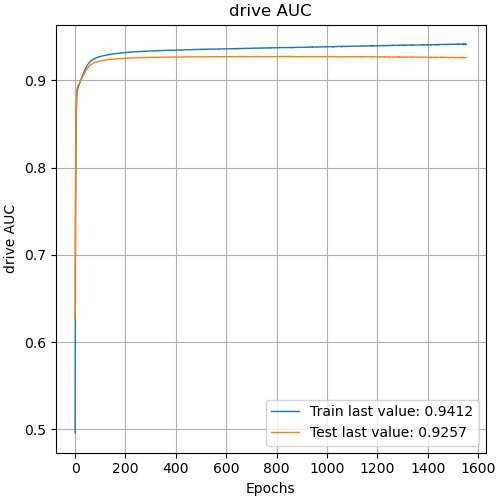 drive AUC
drive AUC
0.9
0.8
0.7
0.6
0.5
Train last value: 0.9412
Test last value: 0.9257
0 200 400 600 800 1000 1200 1400 1600
Epochs